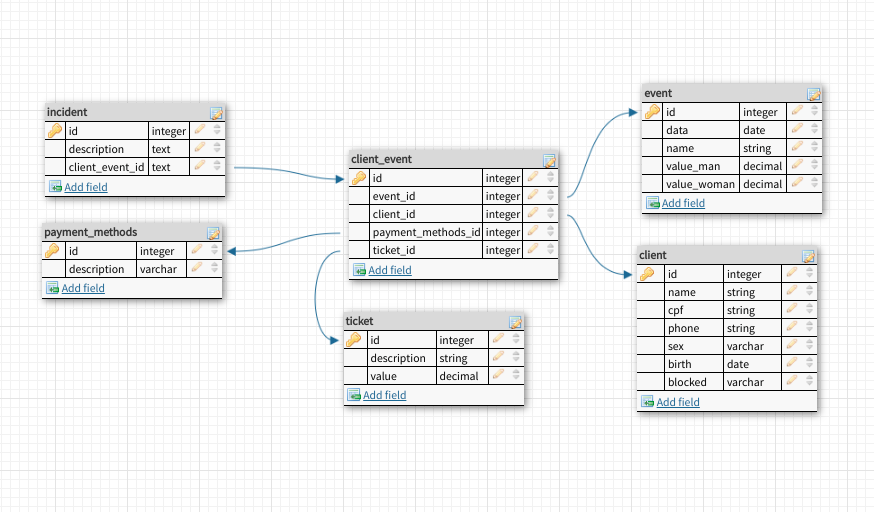 incident
id integer
description text
client_event_id text
Add field
payment_methods
id integer
description varchar
Add field
client_event
id integer
event_id integer
client_id integer
payment_methods_id integer
ticket_id integer
Add field
ticket
id integer
description string
value decimal
Add field
event
id integer
data date
name string
value_man decimal
value_woman decimal
Add field
client
id integer
name string
cpf string
phone string
sex varchar
birth date
blocked varchar
Add field